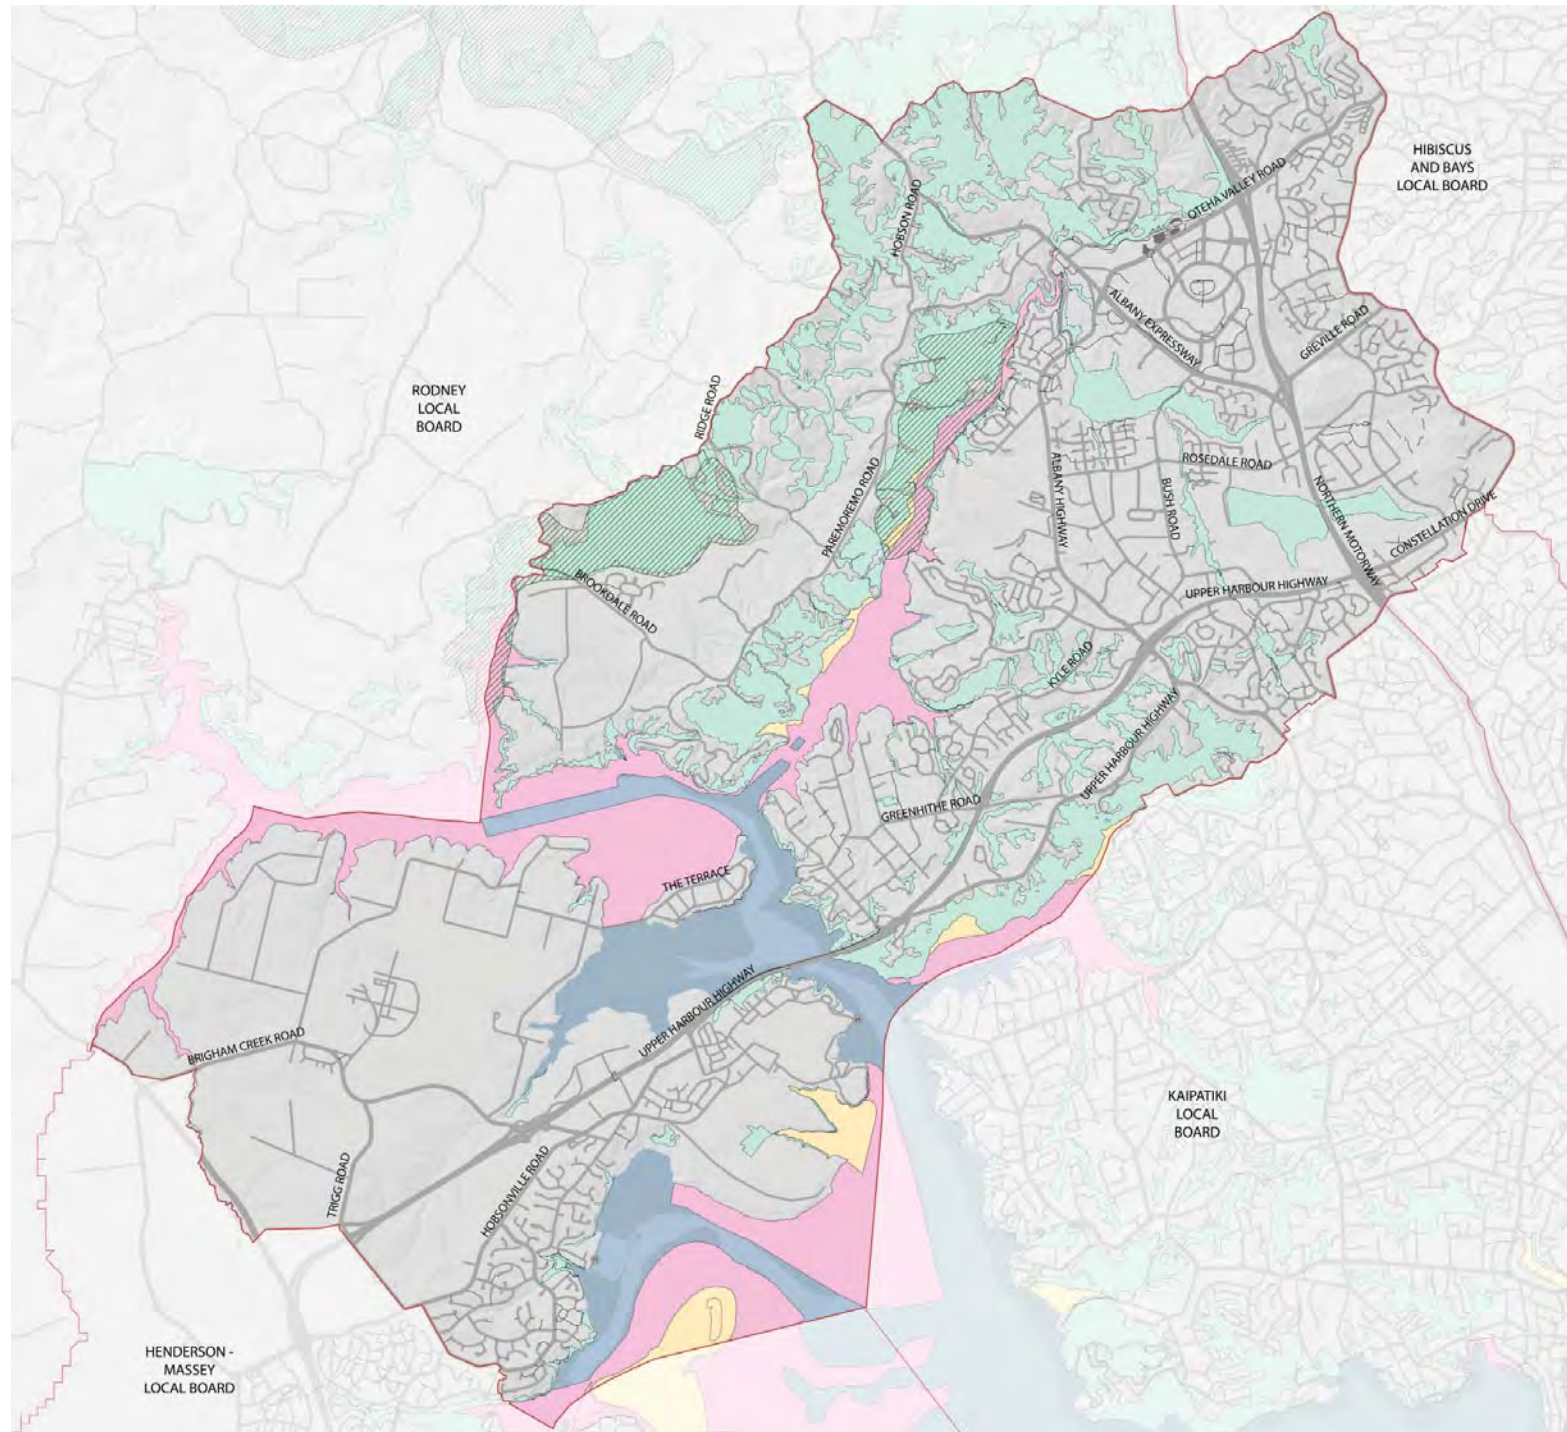 HIBISCUS
AND BAYS
LOCAL BOARD
OTEHA VALLEY ROAD
HOBSON ROAD
ALBANY EXPRESSWAY
GREVILLE ROAD
RODNEY
LOCAL
BOARD
RIDGE ROAD
ROSEDALE ROAD
ALBANY HIGHWAY
BUSH ROAD
PAREMOREMO ROAD
NORTHERN MOTORWAY
CONSTELLATION DRIVE
BROOKDALE ROAD
UPPER HARBOUR HIGHWAY
KYLE ROAD
UPPER HARBOUR HIGHWAY
GREENHITHE ROAD
THE TERRACE
UPPER HARBOUR HIGHWAY
BRIGHAM CREEK ROAD
KAIPATIKI
LOCAL
BOARD
TRIGG ROAD
HOBSONVILLE ROAD
HENDERSON -
MASSEY
LOCAL BOARD